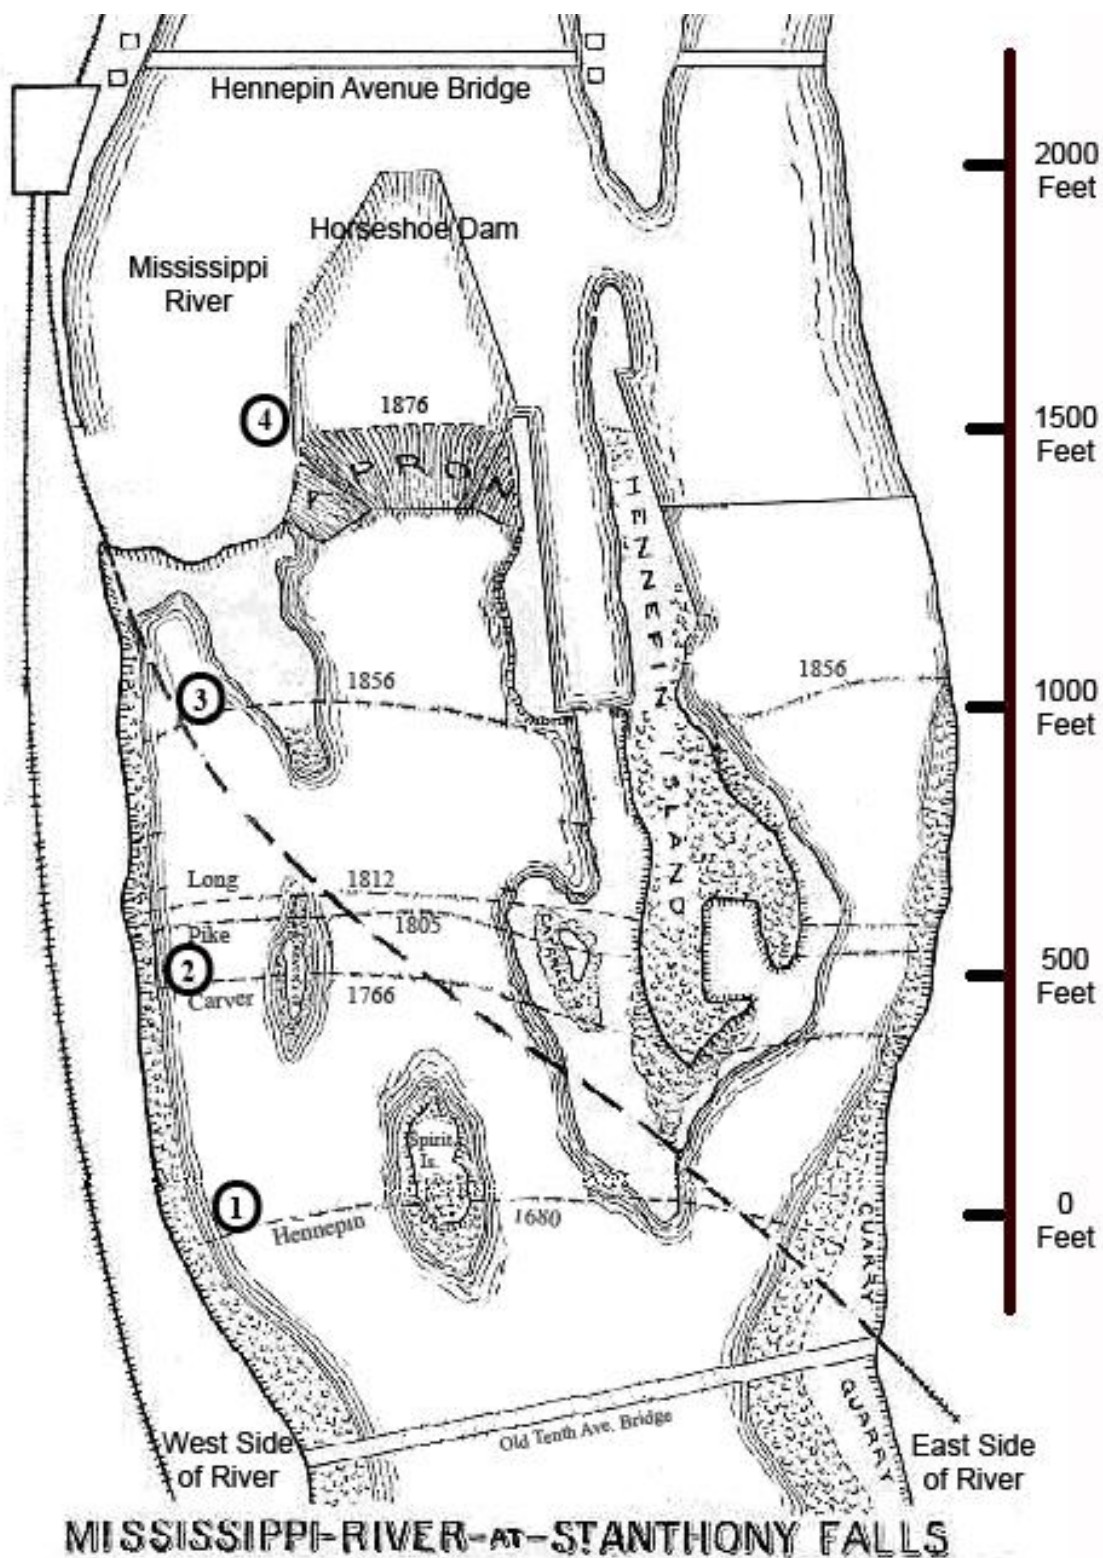 Hennepin Avenue Bridge
2000
Feet
Horseshoe Dam
Mississippi
River
4
1876
1500
Feet
APRON
HENNEPIN ISLAND
3
1856
1856
1000
Feet
Long
1812
Pike
1805
2
Carver
1766
500
Feet
Spirit
Is.
1
Hennepin
1680
0
Feet
QUARRY
QUARRY
Old Tenth Ave. Bridge
West Side
of River
East Side
of River
MISSISSIPPI-RIVER-AT-ST.ANTHONY FALLS